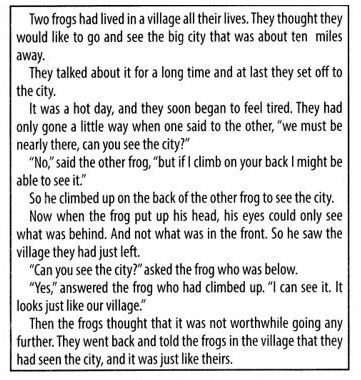 Two frogs had lived in a village all their lives. They thought they
would like to go and see the big city that was about ten miles
away.
They talked about it for a long time and at last they set off to
the city.
It was a hot day, and they soon began to feel tired. They had
only gone a little way when one said to the other, “we must be
nearly there, can you see the city?”
“No,” said the other frog, “but if I climb on your back I might be
able to see it.”
So he climbed up on the back of the other frog to see the city.
Now when the frog put up his head, his eyes could only see
what was behind. And not what was in the front. So he saw the
village they had just left.
“Can you see the city?” asked the frog who was below.
“Yes,” answered the frog who had climbed up. “I can see it. It
looks just like our village.”
Then the frogs thought that it was not worthwhile going any
further. They went back and told the frogs in the village that they
had seen the city, and it was just like theirs.